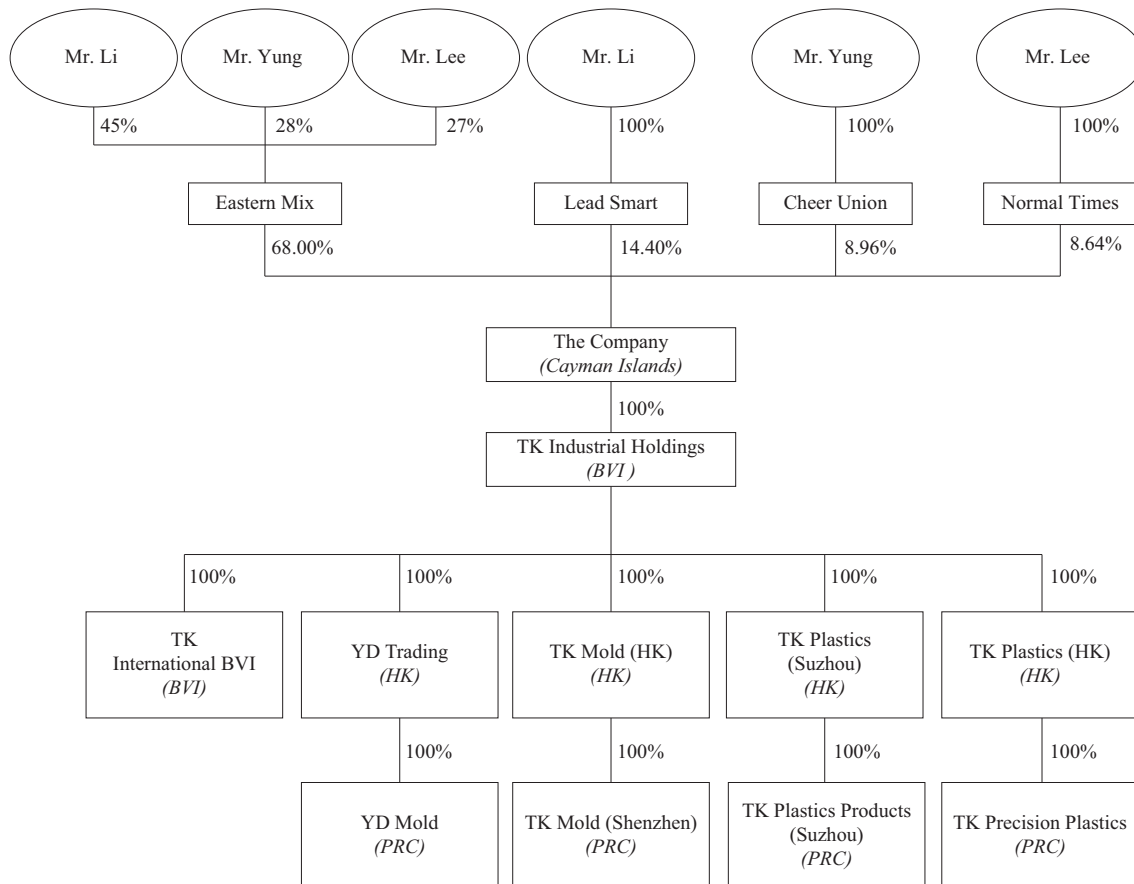 Mr. Li
Mr. Yung
Mr. Lee
Mr. Li
Mr. Yung
Mr. Lee
45%
28%
27%
100%
100%
100%
Eastern Mix
Lead Smart
Cheer Union
Normal Times
68.00%
14.40%
8.96%
8.64%
The Company
(Cayman Islands)
100%
TK Industrial Holdings
(BVI )
100%
100%
100%
100%
100%
TK
International BVI
(BVI)
YD Trading
(HK)
TK Mold (HK)
(HK)
TK Plastics
(Suzhou)
(HK)
TK Plastics (HK)
(HK)
100%
100%
100%
100%
YD Mold
(PRC)
TK Mold (Shenzhen)
(PRC)
TK Plastics Products
(Suzhou)
(PRC)
TK Precision Plastics
(PRC)